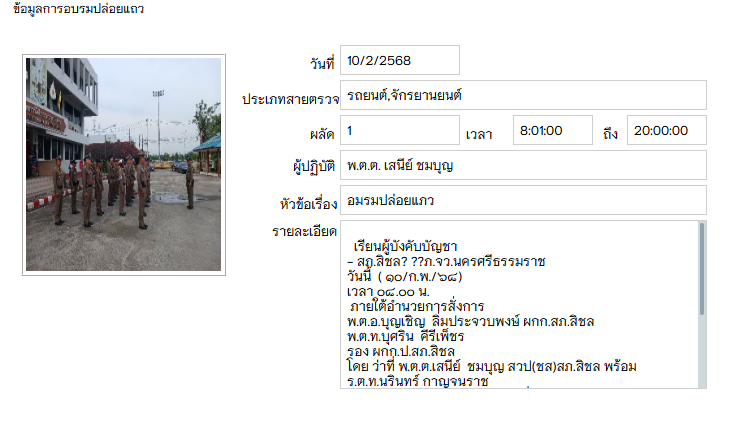 ข้อมูลการอบรมปล่อยแถว
วันที่ 10/2/2568
ประเภทสายตรวจ รถยนต์,จักรยานยนต์
ผลัด 1 เวลา 8:01:00 ถึง 20:00:00
ผู้ปฏิบัติ พ.ต.ต. เสนีย์ ชมบุญ
หัวข้อเรื่อง อมรมปล่อยแภว
รายละเอียด
เรียนผู้บังคับบัญชา
- สภ.สิชล? ??ภ.จว.นครศรีธรรมราช
วันนี้ ( ๑๐/ก.พ./๖๘)
เวลา ๐๘.๐๐ น.
ภายใต้อำนวยการสั่งการ
พ.ต.อ.บุญเชิญ ลิ่มประจวบพงษ์ ผกก.สภ.สิชล
พ.ต.ท.บุศริน คีรีเพ็ชร
รอง ผกก.ป.สภ.สิชล
โดย ว่าที่ พ.ต.ต.เสนีย์ ชมบุญ สวป(ชส)สภ.สิชล พร้อม
ร.ต.ท.นรินทร์ กาญจนราช